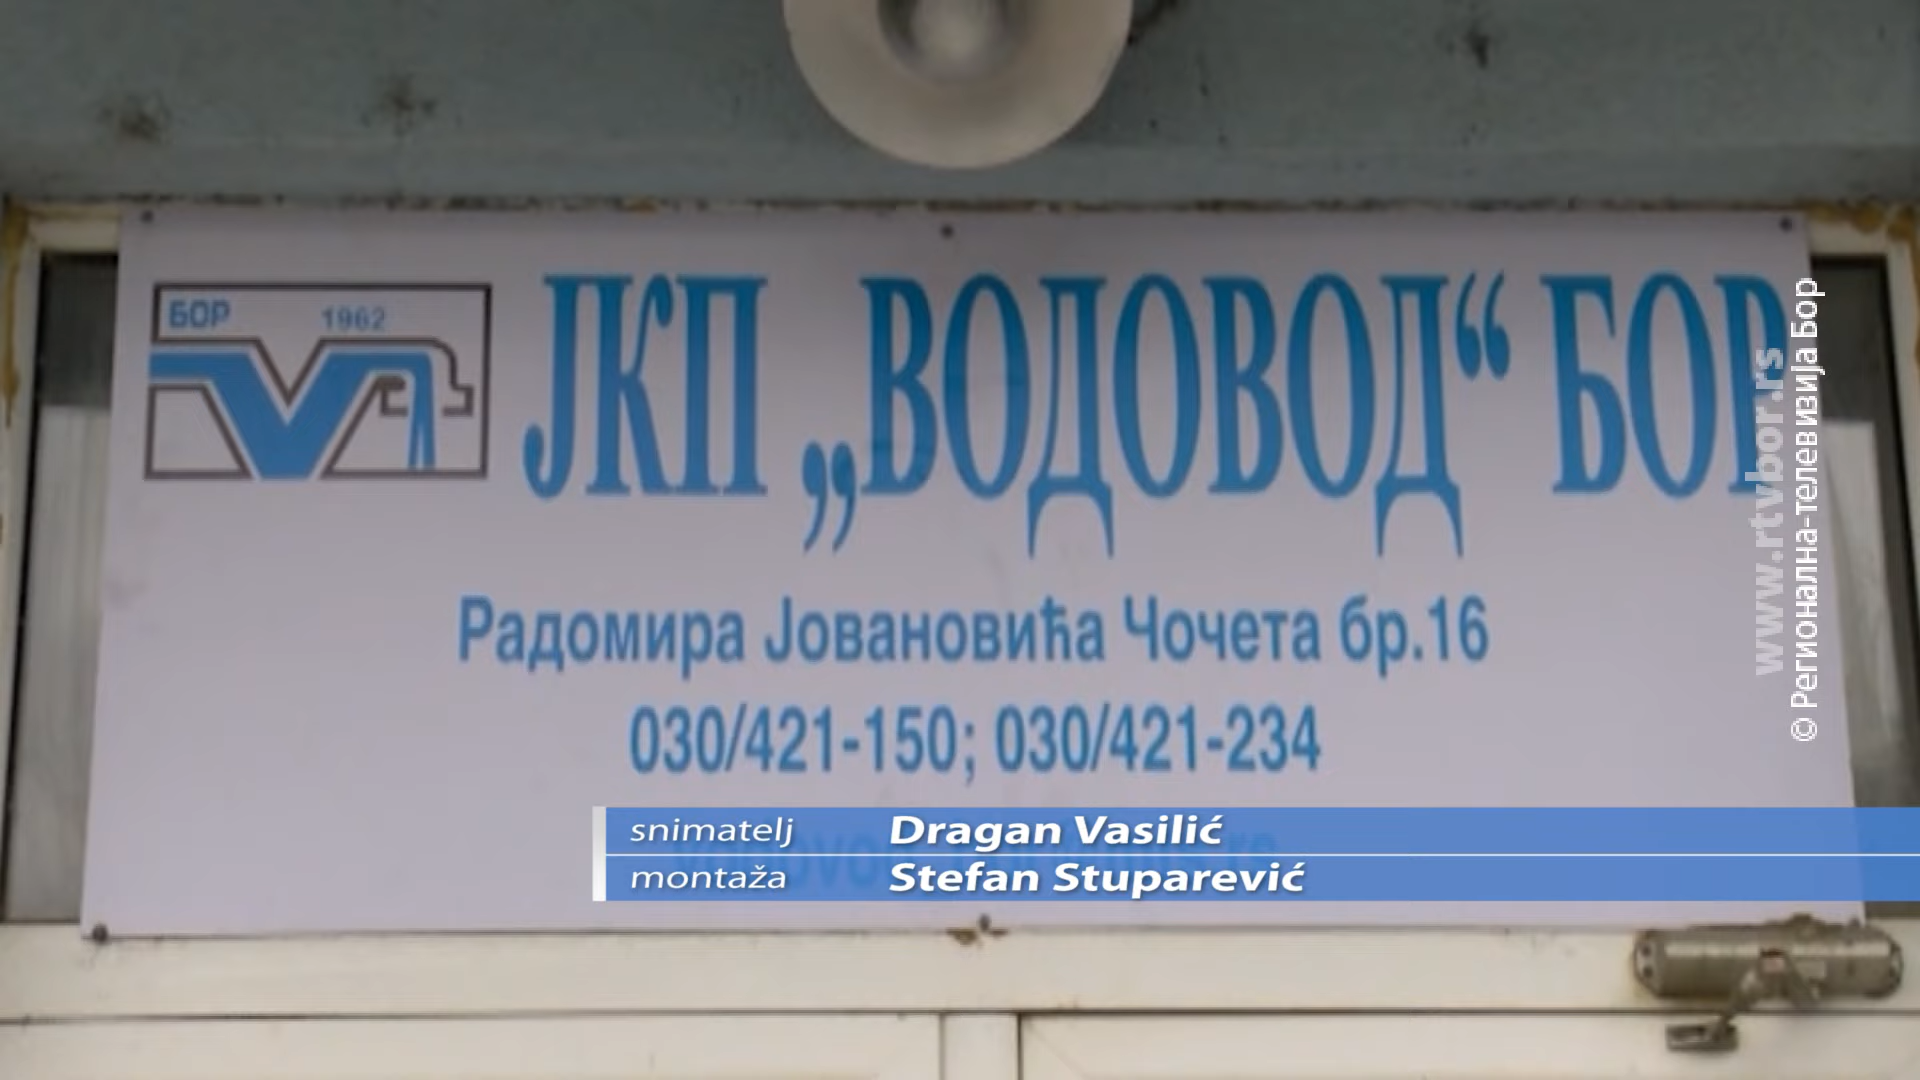 БОР 1962
ЈКП „ВОДОВОД“ БОР
Радомира Јовановића Чочета бр.16
030/421-150; 030/421-234
snimatelj Dragan Vasilić
montaža Stefan Stuparević
www.rtvbor.rs
© Регионална-телевизија Бор